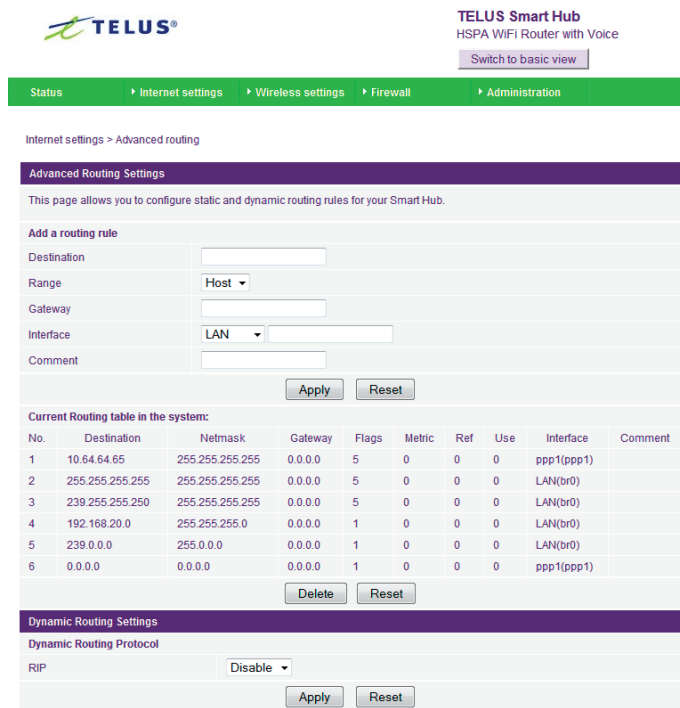 TELUS®
TELUS Smart Hub
HSPA WiFi Router with Voice
Switch to basic view
Status Internet settings Wireless settings Firewall Administration
Internet settings > Advanced routing
Advanced Routing Settings
This page allows you to configure static and dynamic routing rules for your Smart Hub.
Add a routing rule
Destination
Range Host
Gateway
Interface LAN
Comment
Apply Reset
Current Routing table in the system:
No. Destination Netmask Gateway Flags Metric Ref Use Interface Comment
1 10.64.64.65 255.255.255.255 0.0.0.0 5 0 0 0 ppp1(ppp1)
2 255.255.255.255 255.255.255.255 0.0.0.0 5 0 0 0 LAN(br0)
3 239.255.255.250 255.255.255.255 0.0.0.0 5 0 0 0 LAN(br0)
4 192.168.20.0 255.255.255.0 0.0.0.0 1 0 0 0 LAN(br0)
5 239.0.0.0 255.0.0.0 0.0.0.0 1 0 0 0 LAN(br0)
6 0.0.0.0 0.0.0.0 0.0.0.0 1 0 0 0 ppp1(ppp1)
Delete Reset
Dynamic Routing Settings
Dynamic Routing Protocol
RIP Disable
Apply Reset